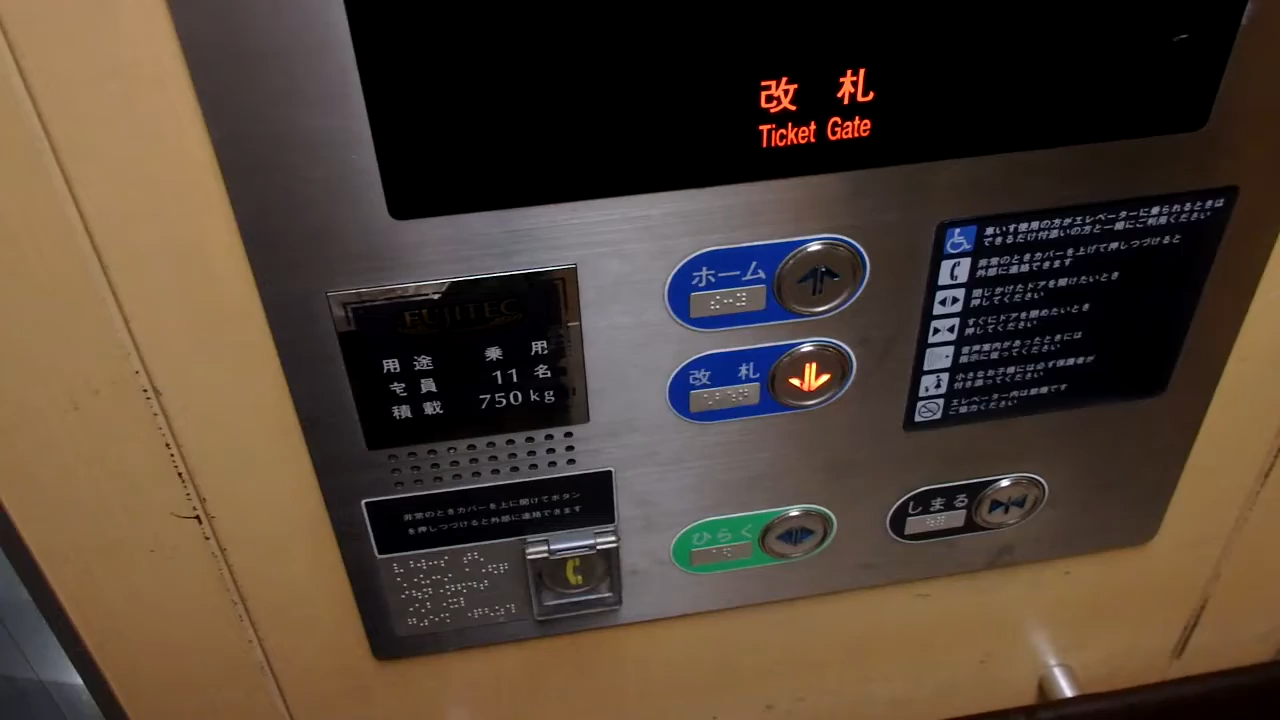 改 札
Ticket Gate
FUJITEC
用 途 乗 用
定 員 11 名
積 載 750kg
非常のときカバーを上に開けてボタン
を押しつづけると外部に連絡できます
ホーム
改 札
ひらく
しまる
車いす使用の方がエレベーターに乗られるときは
できるだけ付添いの方と一緒にご利用ください
非常のときカバーを上げて押しつづけると
外部に連絡できます
閉じかけたドアを開けたいとき
押してください
すぐにドアを閉めたいとき
押してください
音声案内があったときには
指示に従ってください
小さなお子様には必ず保護者が
付き添ってください
エレベーター内は禁煙です
ご協力ください